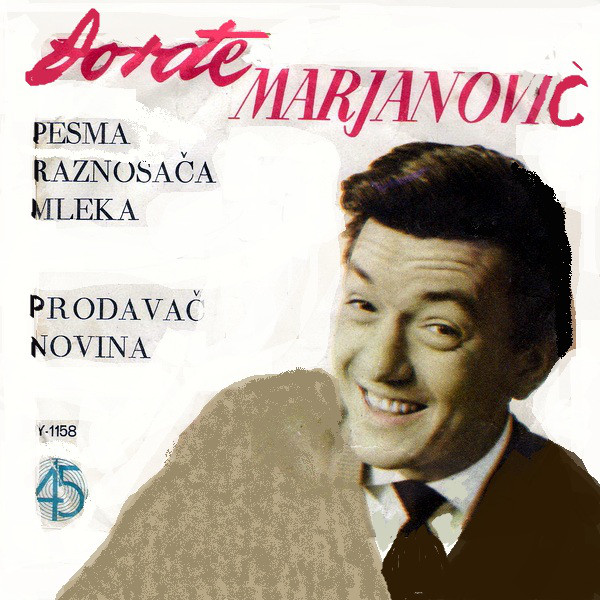 Đorđe
MARJANOVIĆ
PESMA
RAZNOSAČA
MLEKA
PRODAVAČ
NOVINA
Y-1158
45